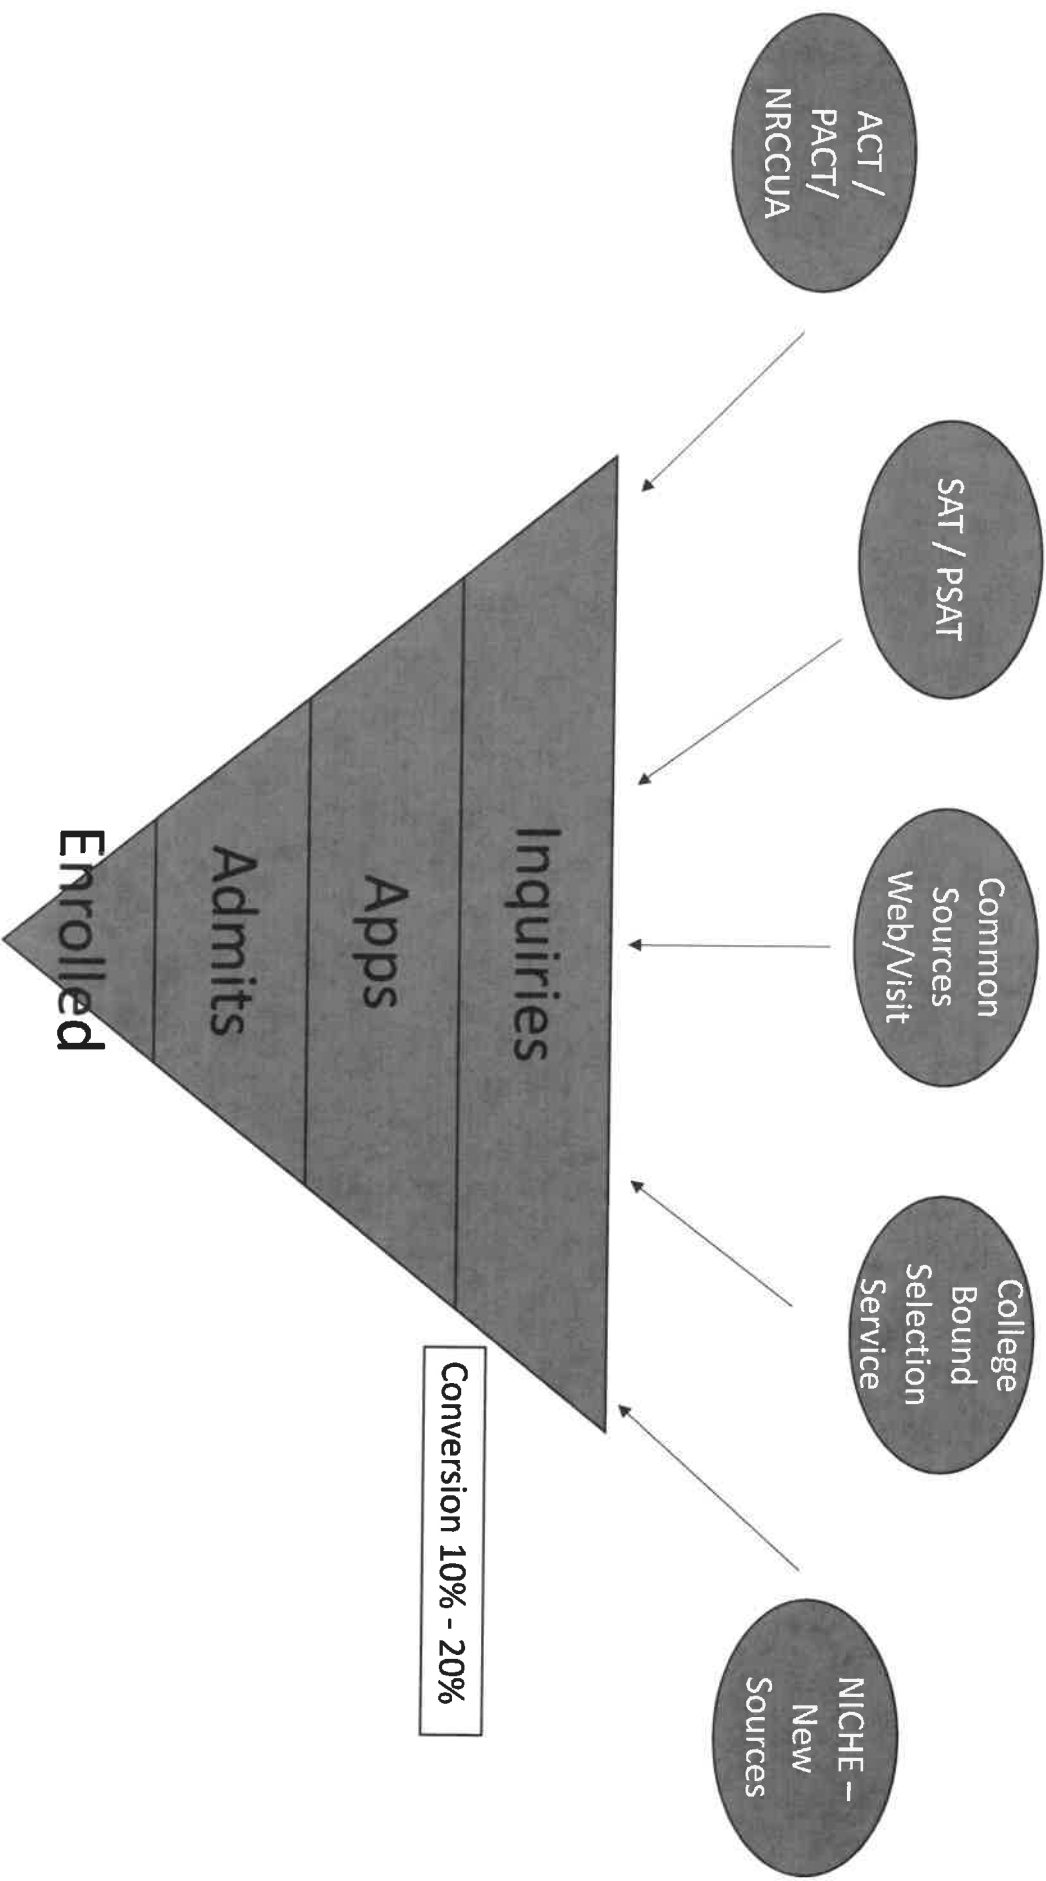 ACT /
PACT/
NRCCUA
SAT / PSAT
Common
Sources
Web/Visit
College
Bound
Selection
Service
NICHE –
New
Sources
Inquiries
Conversion 10% - 20%
Apps
Admits
Enrolled